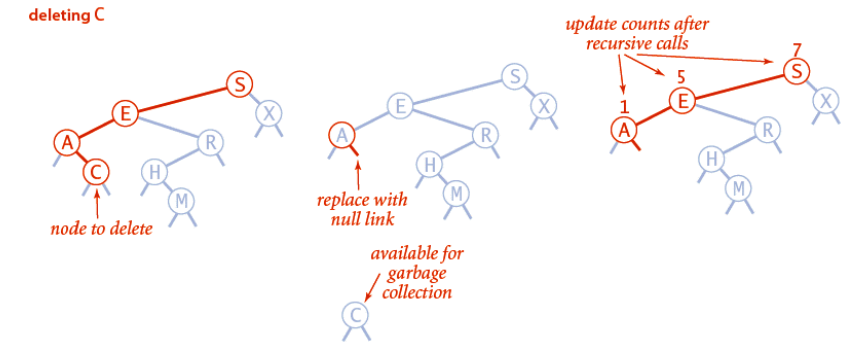 deleting C
S
E
X
A
R
C
H
M
node to delete
S
E
X
A
R
H
M
replace with
null link
available for
garbage
collection
C
update counts after
recursive calls
7
S
5
E
X
1
A
R
H
M